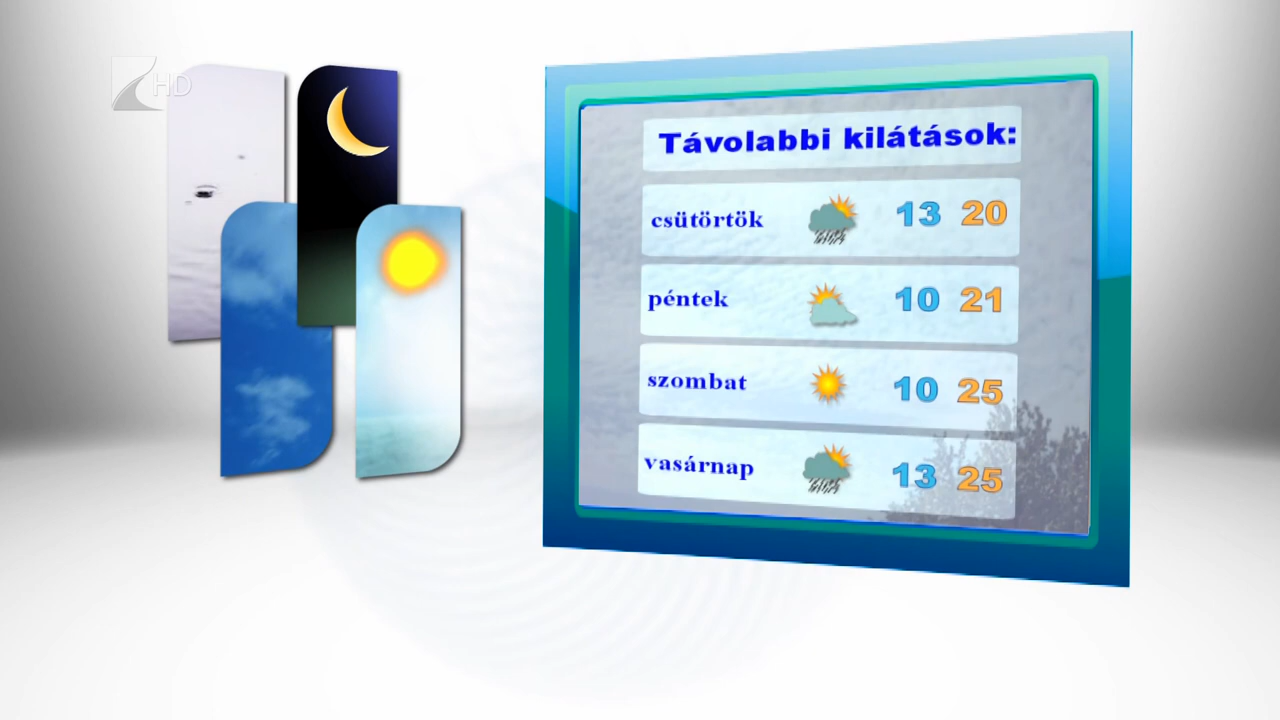 HD
Távolabbi kilátások:
csütörtök 13 20
péntek 10 21
szombat 10 25
vasárnap 13 25